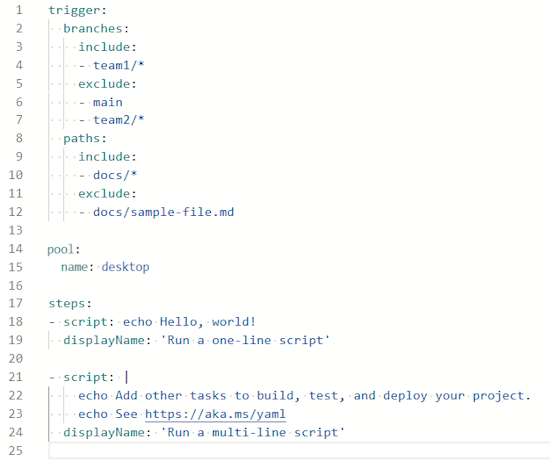 1 trigger:
2   branches:
3     include:
4     - team1/*
5     exclude:
6     - main
7     - team2/*
8   paths:
9     include:
10     - docs/*
11     exclude:
12     - docs/sample-file.md
13
14 pool:
15   name: desktop
16
17 steps:
18 - script: echo Hello, world!
19   displayName: 'Run a one-line script'
20
21 - script: |
22     echo Add other tasks to build, test, and deploy your project.
23     echo See https://aka.ms/yaml
24   displayName: 'Run a multi-line script'
25